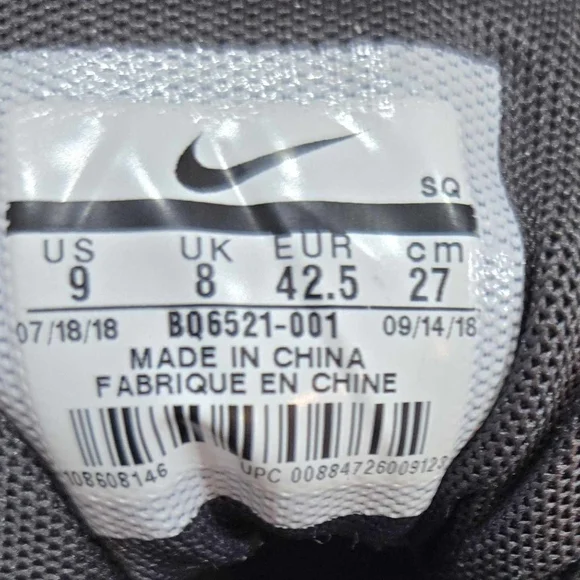 SQ
US UK EUR cm
9 8 42.5 27
07/18/18 BQ6521-001 09/14/18
MADE IN CHINA
FABRIQUE EN CHINE
108608146 UPC 00884726009123